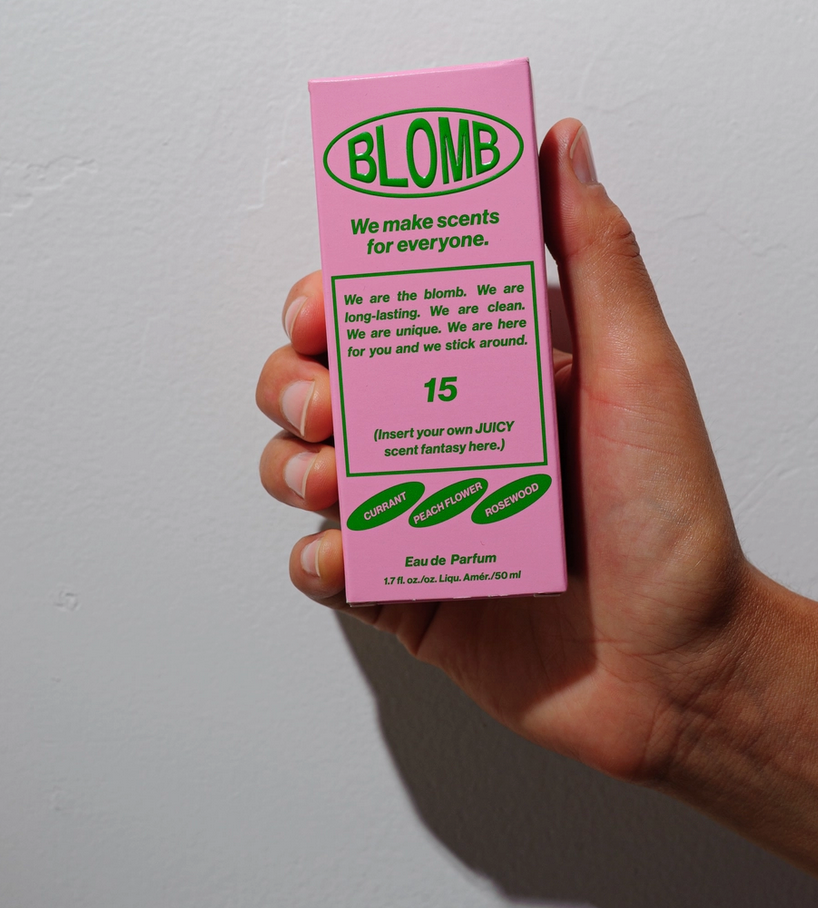 BLOMB
We make scents
for everyone.
We are the blomb. We are
long-lasting. We are clean.
We are unique. We are here
for you and we stick around.
15
(Insert your own JUICY
scent fantasy here.)
CURRANT
PEACH FLOWER
ROSEWOOD
Eau de Parfum
1.7 fl. oz./oz. Liqu. Amér./50 ml